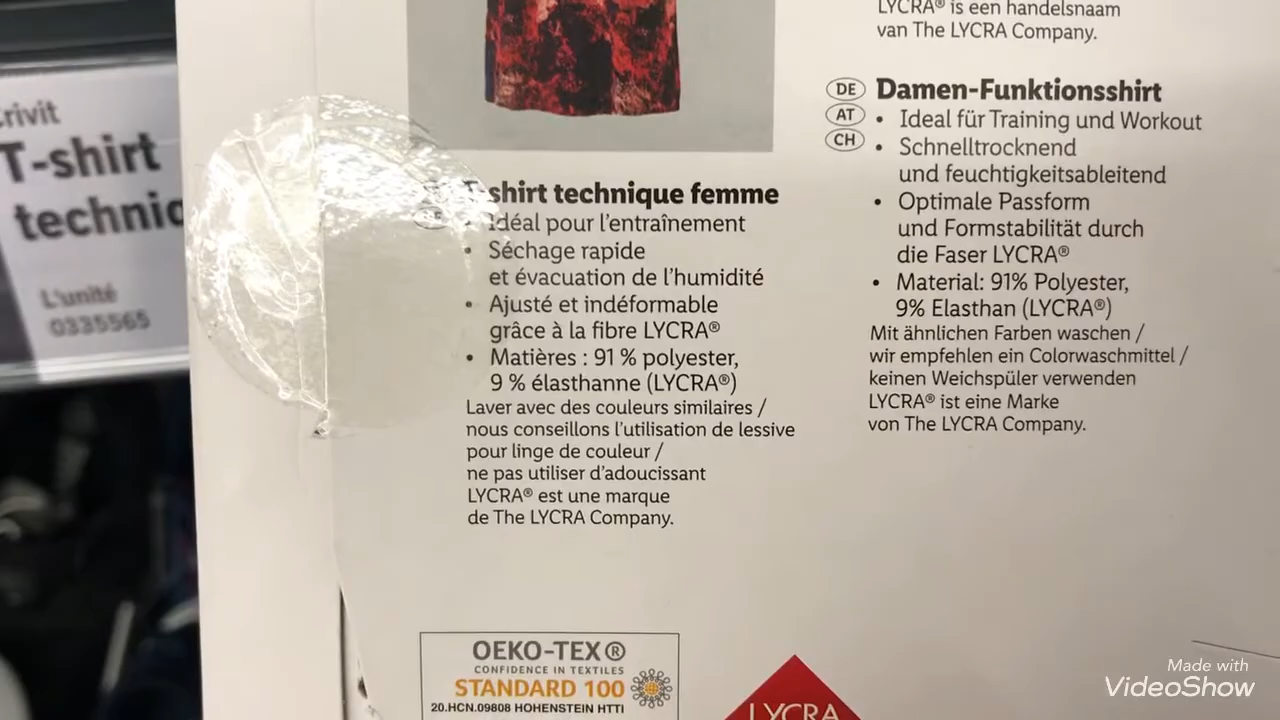 T-shirt
technic
L'unité
0335565
-shirt technique femme
• Idéal pour l'entraînement
• Séchage rapide
et évacuation de l'humidité
• Ajusté et indéformable
grâce à la fibre LYCRA®
• Matières : 91 % polyester,
9 % élasthanne (LYCRA®)
Laver avec des couleurs similaires /
nous conseillons l'utilisation de lessive
pour linge de couleur /
ne pas utiliser d'adoucissant
LYCRA® est une marque
de The LYCRA Company.
LYCRA® is een handelsnaam
van The LYCRA Company.
DE
AT
CH
Damen-Funktionsshirt
• Ideal für Training und Workout
• Schnelltrocknend
und feuchtigkeitsableitend
• Optimale Passform
und Formstabilität durch
die Faser LYCRA®
• Material: 91% Polyester,
9% Elasthan (LYCRA®)
Mit ähnlichen Farben waschen /
wir empfehlen ein Colorwaschmittel /
keinen Weichspüler verwenden
LYCRA® ist eine Marke
von The LYCRA Company.
OEKO-TEX®
CONFIDENCE IN TEXTILES
STANDARD 100
20.HCN.09808 HOHENSTEIN HTTI
LYCRA
Made with
VideoShow